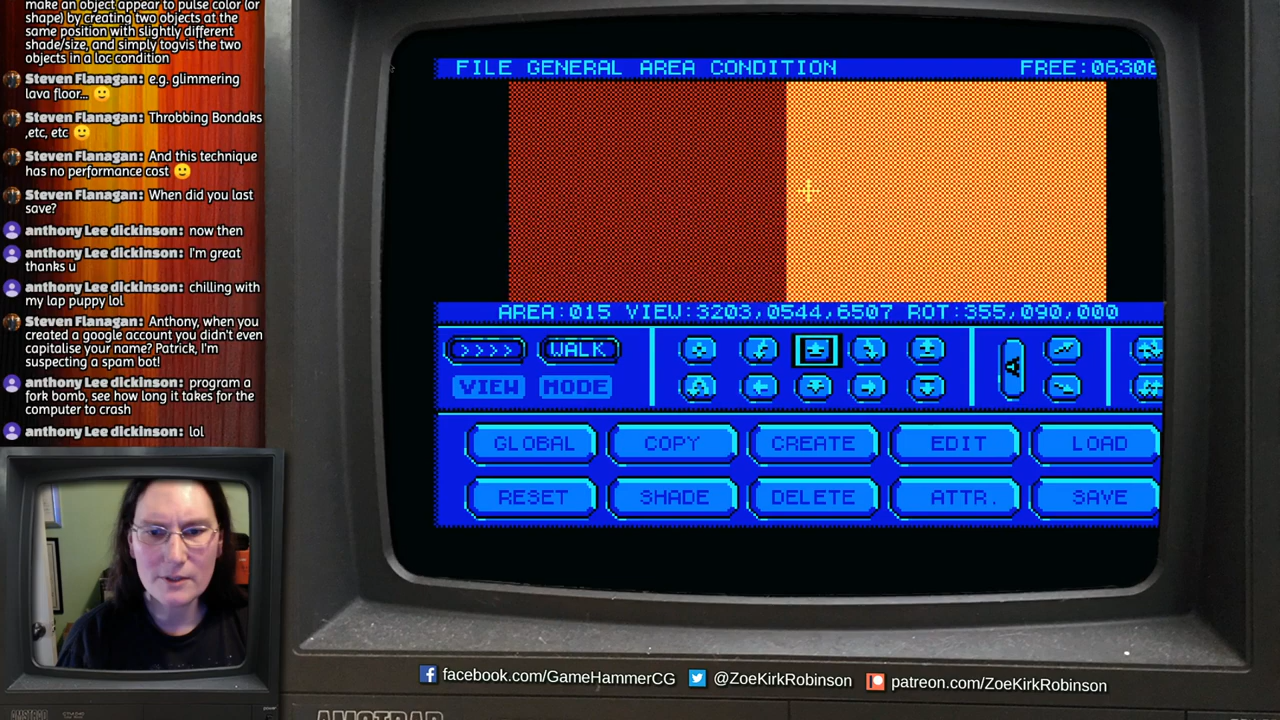 make an object appear to pulse color (or
shape) by creating two objects at the
same position with slightly different
shade/size, and simply togvis the two
objects in a loc condition
Steven Flanagan: e.g. glimmering
lava floor... 🙂
Steven Flanagan: Throbbing Bondaks
,etc, etc 🙂
Steven Flanagan: And this technique
has no performance cost 🙂
Steven Flanagan: When did you last
save?
anthony Lee dickinson: now then
anthony Lee dickinson: I'm great
thanks u
anthony Lee dickinson: chilling with
my lap puppy lol
Steven Flanagan: Anthony, when you
created a google account you didn't even
capitalise your name? Patrick, I'm
suspecting a spam bot!
anthony Lee dickinson: program a
fork bomb, see how long it takes for the
computer to crash
anthony Lee dickinson: lol
FILE GENERAL AREA CONDITION FREE:06306
AREA:015 VIEW:3203,0544,6507 ROT:355,090,000
>>>> WALK
VIEW MODE
GLOBAL COPY CREATE EDIT LOAD
RESET SHADE DELETE ATTR. SAVE
facebook.com/GameHammerCG @ZoeKirkRobinson patreon.com/ZoeKirkRobinson
AMSTRAD